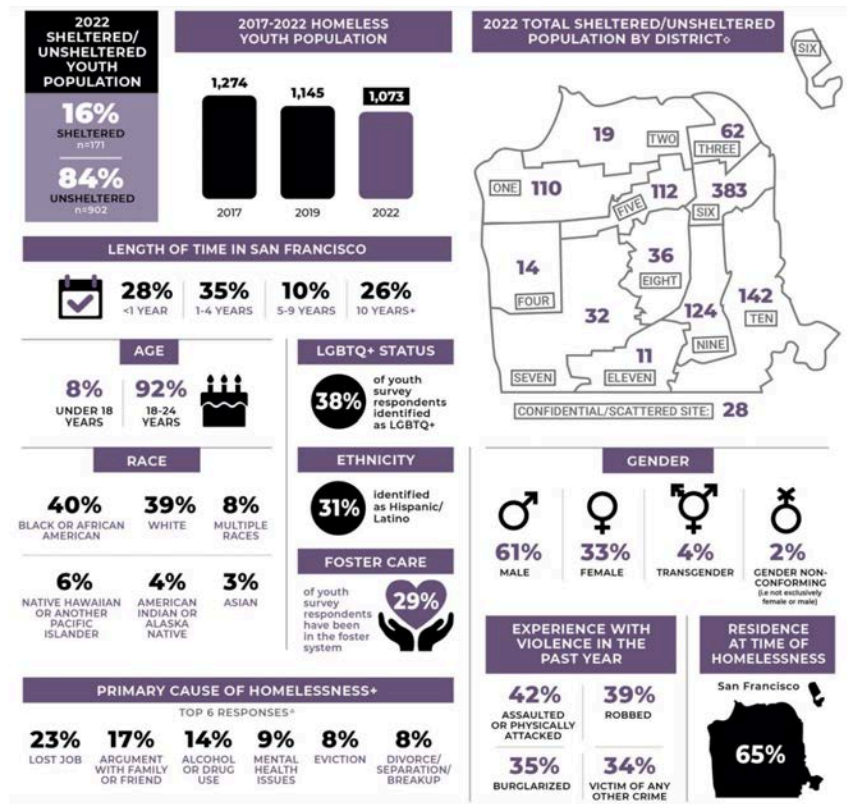 2022
SHELTERED/
UNSHELTERED
YOUTH
POPULATION
16%
SHELTERED
n=171
84%
UNSHELTERED
n=902
2017-2022 HOMELESS
YOUTH POPULATION
1,274
1,145
1,073
2017
2019
2022
2022 TOTAL SHELTERED/UNSHELTERED
POPULATION BY DISTRICT◊
SIX
19
TWO
62
THREE
ONE
110
FIVE
112
383
SIX
14
FOUR
32
SEVEN
36
EIGHT
124
NINE
142
TEN
11
ELEVEN
CONFIDENTIAL/SCATTERED SITE: 28
LENGTH OF TIME IN SAN FRANCISCO
28%
<1 YEAR
35%
1-4 YEARS
10%
5-9 YEARS
26%
10 YEARS+
AGE
8%
UNDER 18
YEARS
92%
18-24
YEARS
LGBTQ+ STATUS
38%
of youth
survey
respondents
identified
as LGBTQ+
RACE
40%
BLACK OR AFRICAN
AMERICAN
39%
WHITE
8%
MULTIPLE
RACES
6%
NATIVE HAWAIIAN
OR ANOTHER
PACIFIC
ISLANDER
4%
AMERICAN
INDIAN OR
ALASKA
NATIVE
3%
ASIAN
ETHNICITY
31%
identified
as Hispanic/
Latino
FOSTER CARE
of youth
survey
respondents
have been
in the foster
system
29%
GENDER
61%
MALE
33%
FEMALE
4%
TRANSGENDER
2%
GENDER NON-
CONFORMING
(i.e not exclusively
female or male)
EXPERIENCE WITH
VIOLENCE IN THE
PAST YEAR
42%
ASSAULTED
OR PHYSICALLY
ATTACKED
39%
ROBBED
35%
BURGLARIZED
34%
VICTIM OF ANY
OTHER CRIME
RESIDENCE
AT TIME OF
HOMELESSNESS
San Francisco
65%
PRIMARY CAUSE OF HOMELESSNESS+
TOP 6 RESPONSES^
23%
LOST JOB
17%
ARGUMENT
WITH FAMILY
OR FRIEND
14%
ALCOHOL
OR DRUG
USE
9%
MENTAL
HEALTH
ISSUES
8%
EVICTION
8%
DIVORCE/
SEPARATION/
BREAKUP